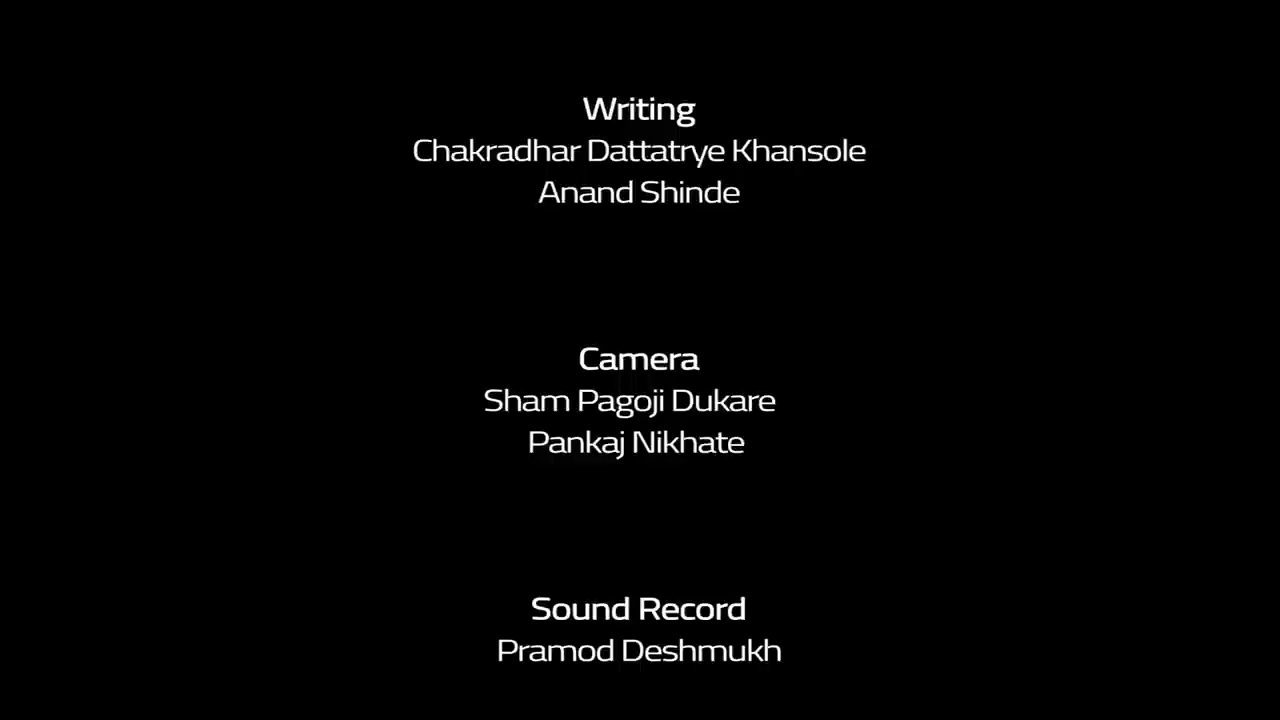 Writing
Chakradhar Dattatrye Khansole
Anand Shinde
Camera
Sham Pagoji Dukare
Pankaj Nikhate
Sound Record
Pramod Deshmukh